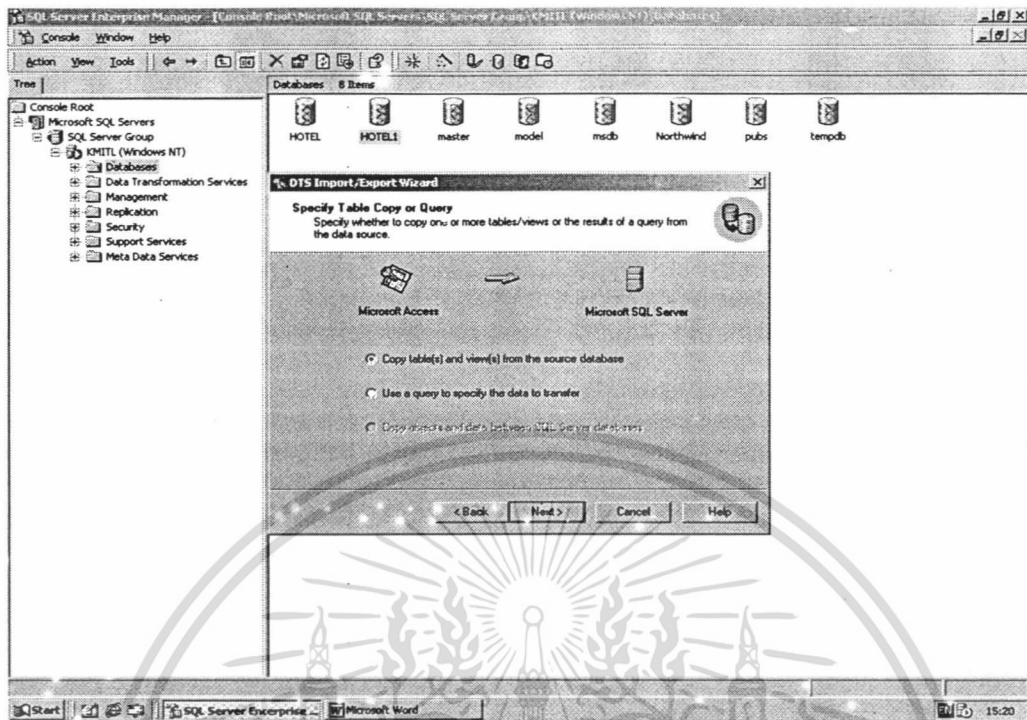 SQL Server Enterprise Manager - [Console Root\Microsoft SQL Servers\SQL Server Group\KMITL (Windows NT)\Databases]
Console Window Help
Action View Tools
Tree
Databases 8 Items
Console Root
Microsoft SQL Servers
SQL Server Group
KMITL (Windows NT)
Databases
Data Transformation Services
Management
Replication
Security
Support Services
Meta Data Services
HOTEL HOTEL1 master model msdb Northwind pubs tempdb
DTS Import/Export Wizard
Specify Table Copy or Query
Specify whether to copy one or more tables/views or the results of a query from
the data source.
Microsoft Access Microsoft SQL Server
Copy table(s) and view(s) from the source database
Use a query to specify the data to transfer
Copy objects and data between SQL Server databases
< Back Next > Cancel Help
Start SQL Server Enterprise ... Microsoft Word EN 15:20